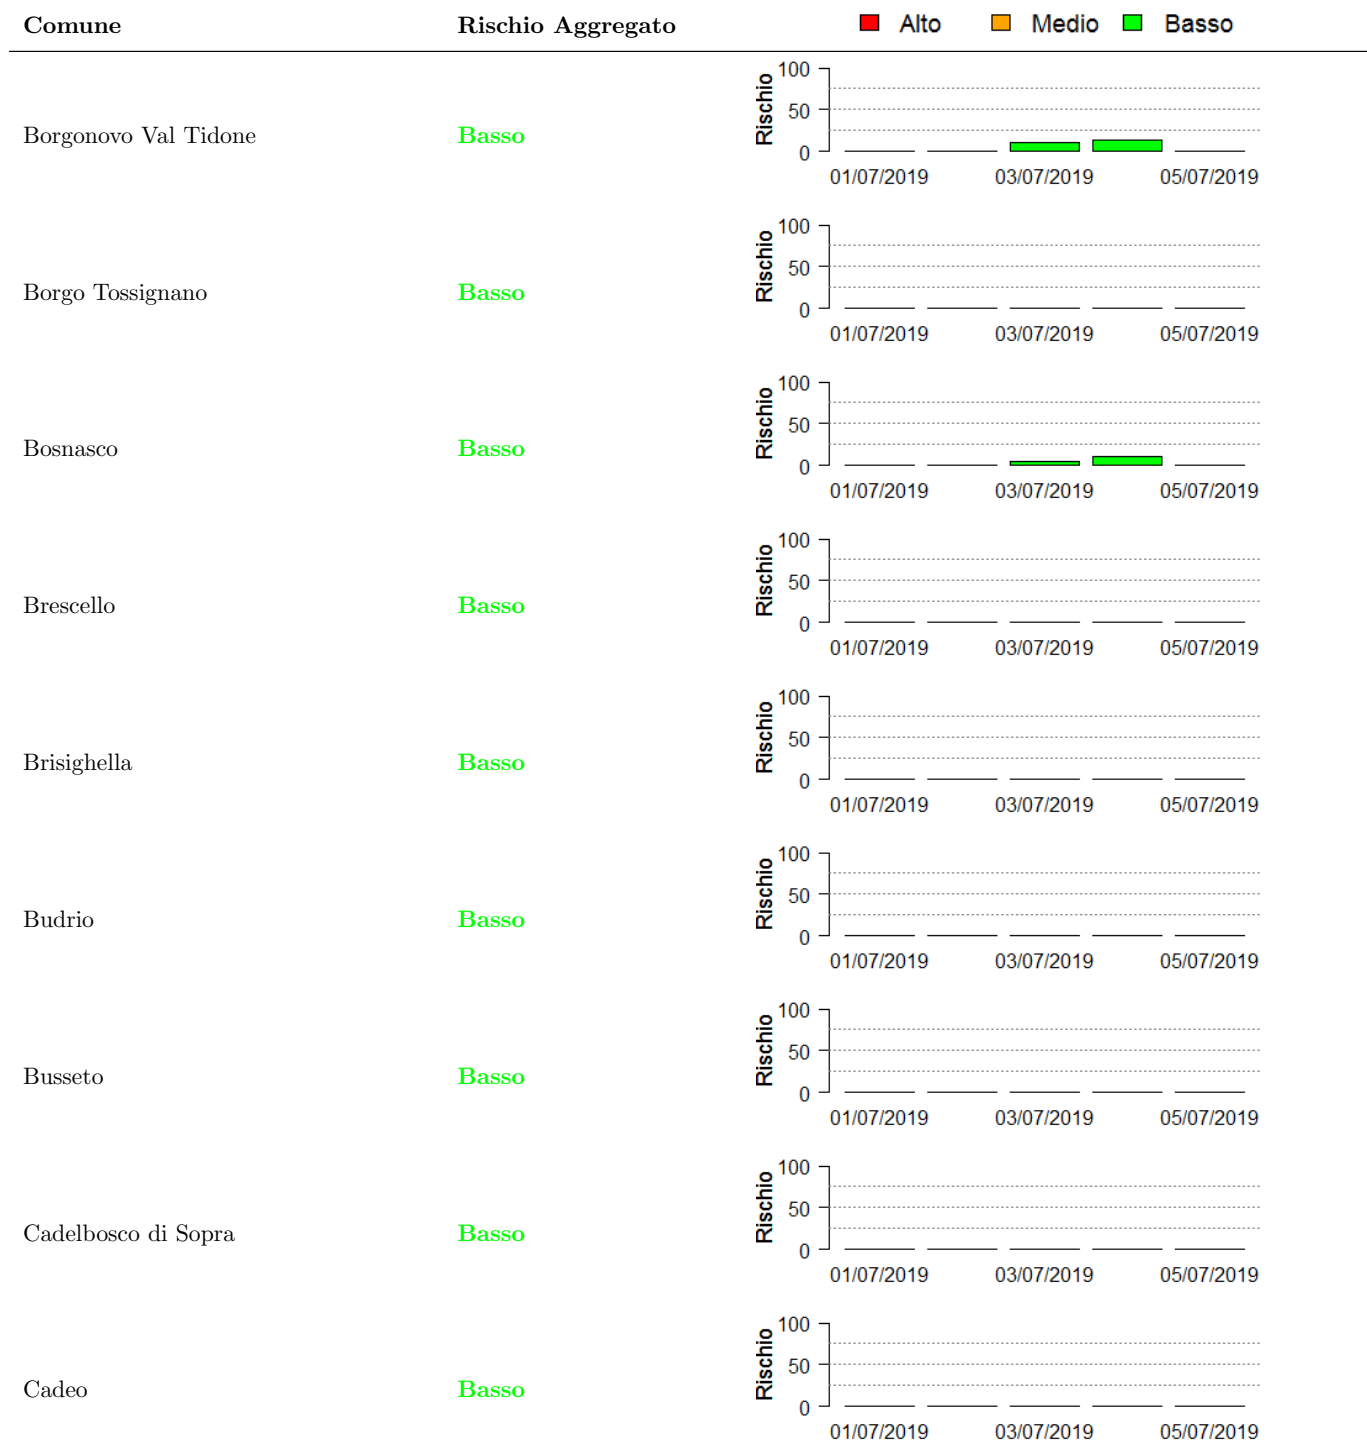 Comune Rischio Aggregato Alto Medio Basso
100
50
0
Rischio
Borgonovo Val Tidone Basso
01/07/2019 03/07/2019 05/07/2019
100
50
0
Rischio
Borgo Tossignano Basso
01/07/2019 03/07/2019 05/07/2019
100
50
0
Rischio
Bosnasco Basso
01/07/2019 03/07/2019 05/07/2019
100
50
0
Rischio
Brescello Basso
01/07/2019 03/07/2019 05/07/2019
100
50
0
Rischio
Brisighella Basso
01/07/2019 03/07/2019 05/07/2019
100
50
0
Rischio
Budrio Basso
01/07/2019 03/07/2019 05/07/2019
100
50
0
Rischio
Busseto Basso
01/07/2019 03/07/2019 05/07/2019
100
50
0
Rischio
Cadelbosco di Sopra Basso
01/07/2019 03/07/2019 05/07/2019
100
50
0
Rischio
Cadeo Basso
01/07/2019 03/07/2019 05/07/2019